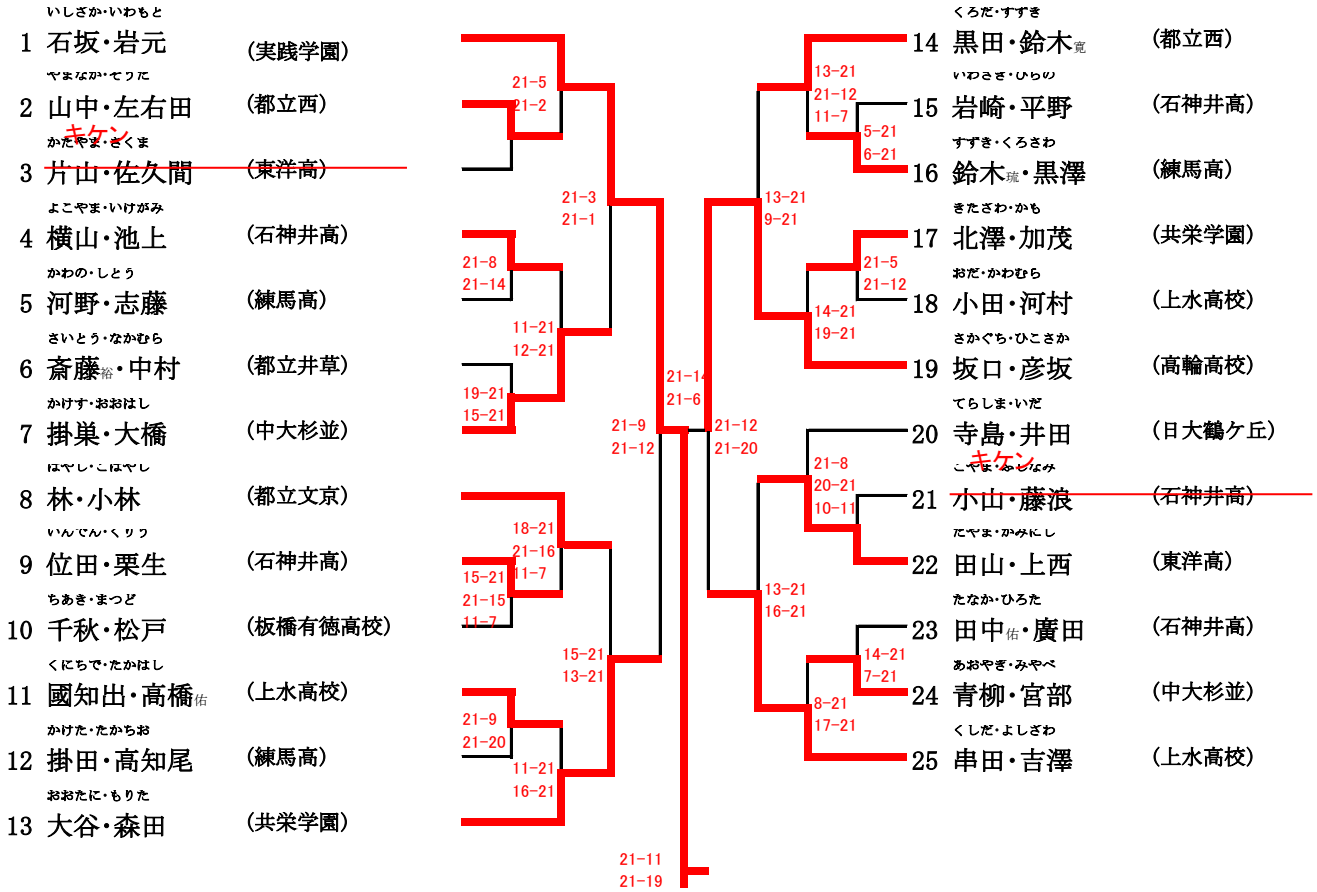 いしざか・いわもと
1 石坂・岩元 (実践学園)
やまなか・そうだ
2 山中・左右田 (都立西)
キケン
かたやま・さくま
3 片山・佐久間 (東洋高)
よこやま・いけがみ
4 横山・池上 (石神井高)
かわの・しとう
5 河野・志藤 (練馬高)
さいとう・なかむら
6 斎藤裕・中村 (都立井草)
かけす・おおはし
7 掛巣・大橋 (中大杉並)
はやし・こばやし
8 林・小林 (都立文京)
いんでん・くりう
9 位田・栗生 (石神井高)
ちあき・まつど
10 千秋・松戸 (板橋有徳高校)
くにちで・たかはし
11 國知出・高橋佑 (上水高校)
かけた・たかちお
12 掛田・高知尾 (練馬高)
おおたに・もりた
13 大谷・森田 (共栄学園)
21-5
21-2
21-3
21-1
21-8
21-14
11-21
12-21
19-21
15-21
21-9
21-12
18-21
21-16
11-7
15-21
21-15
11-7
15-21
13-21
21-9
21-20
11-21
16-21
21-14
21-6
21-11
21-19
くろだ・すずき
14 黒田・鈴木寛 (都立西)
いわさき・ひらの
15 岩崎・平野 (石神井高)
すずき・くろさわ
16 鈴木琉・黒澤 (練馬高)
きたざわ・かも
17 北澤・加茂 (共栄学園)
おだ・かわむら
18 小田・河村 (上水高校)
さかぐち・ひこさか
19 坂口・彦坂 (高輪高校)
てらしま・いだ
20 寺島・井田 (日大鶴ケ丘)
キケン
こやま・ふじなみ
21 小山・藤浪 (石神井高)
たやま・かみにし
22 田山・上西 (東洋高)
たなか・ひろた
23 田中佑・廣田 (石神井高)
あおやぎ・みやべ
24 青柳・宮部 (中大杉並)
くしだ・よしざわ
25 串田・吉澤 (上水高校)
13-21
21-12
11-7
5-21
6-21
13-21
9-21
21-5
21-12
14-21
19-21
21-12
21-20
21-8
20-21
10-11
13-21
16-21
14-21
7-21
8-21
17-21